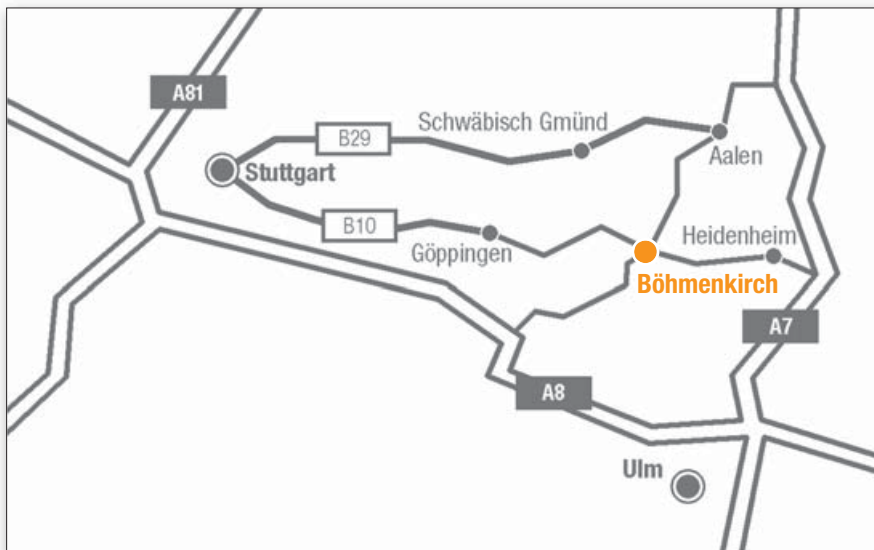 A81
B29
Schwäbisch Gmünd
Aalen
Stuttgart
B10
Göppingen
Heidenheim
Böhmenkirch
A7
A8
Ulm